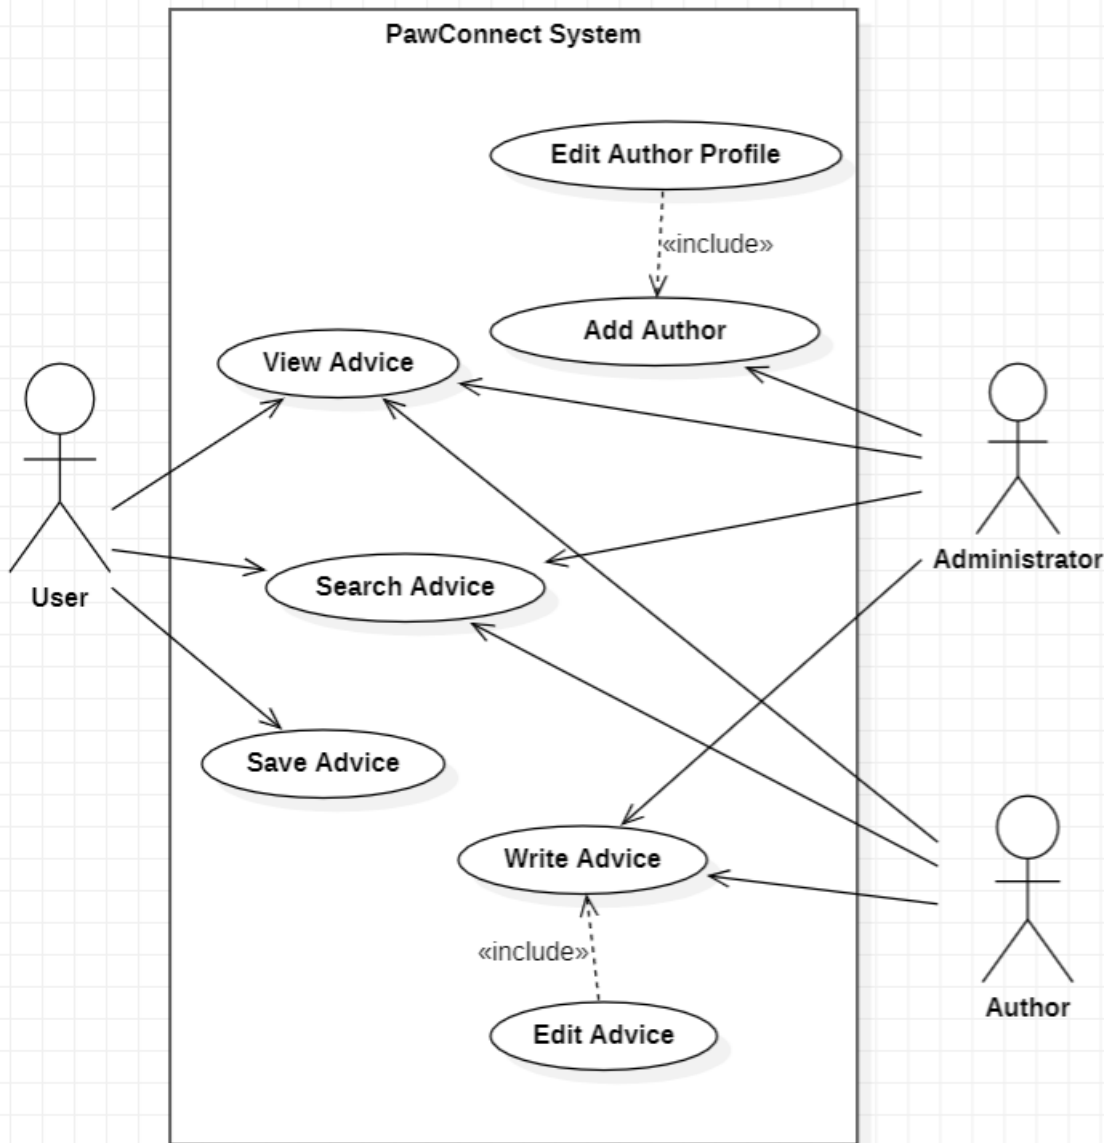 PawConnect System
Edit Author Profile
«include»
Add Author
View Advice
Administrator
Search Advice
User
Save Advice
Write Advice
«include»
Author
Edit Advice